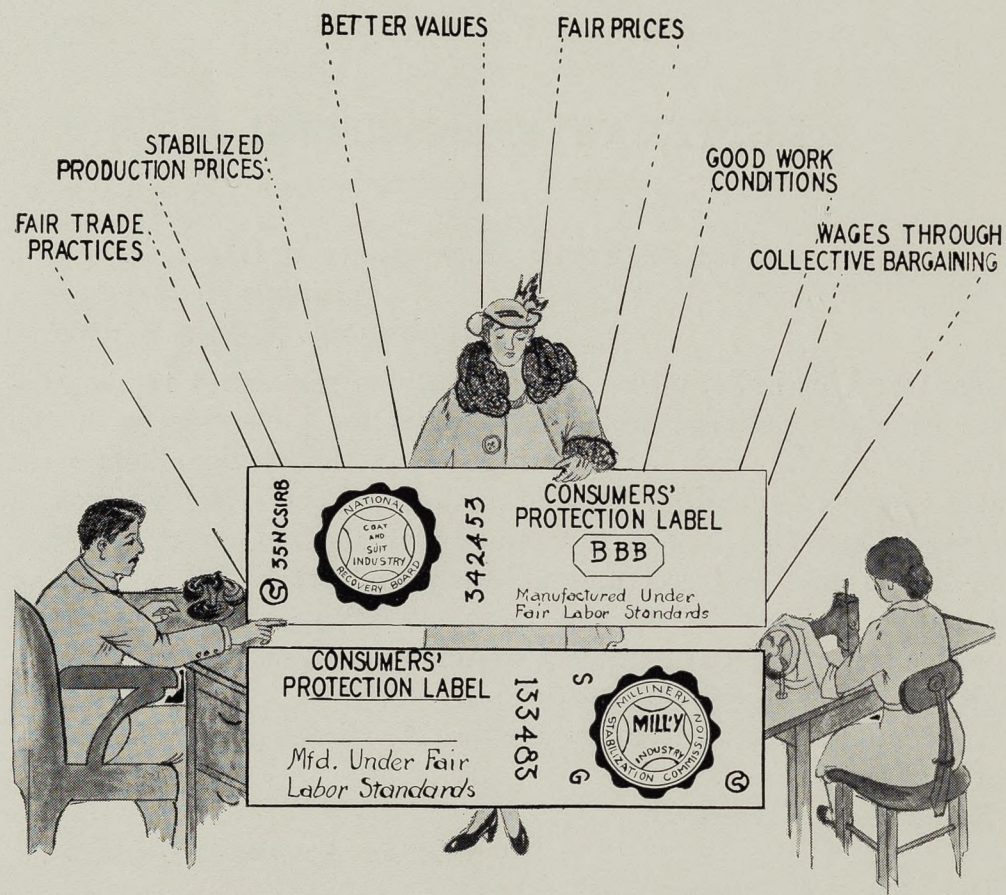 BETTER VALUES
FAIR PRICES
STABILIZED
PRODUCTION PRICES
GOOD WORK
CONDITIONS
FAIR TRADE
PRACTICES
WAGES THROUGH
COLLECTIVE BARGAINING
35NCSIRB
NATIONAL
COAT
AND
SUIT
INDUSTRY
RECOVERY BOARD
342453
CONSUMERS'
PROTECTION LABEL
BBB
Manufactured Under
Fair Labor Standards
CONSUMERS'
PROTECTION LABEL
Mfd. Under Fair
Labor Standards
133483
S
G
MILLINERY
STABILIZATION COMMISSION
MILL'Y
INDUSTRY